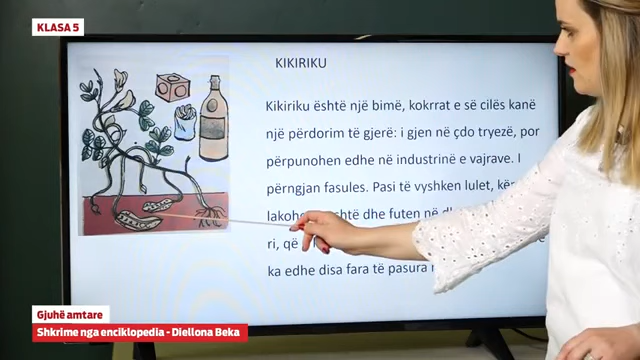 KLASA 5
KIKIRIKU
Kikiriku është një bimë, kokrrat e së cilës kanë
një përdorim të gjerë: i gjen në çdo tryezë, por
përpunohen edhe në industrinë e vajrave. I
përngjan fasules. Pasi të vyshken lulet,
dhe futen në
ri, që
ka edhe disa fara të pasura
Gjuhë amtare
Shkrime nga enciklopedia - Diellona Beka